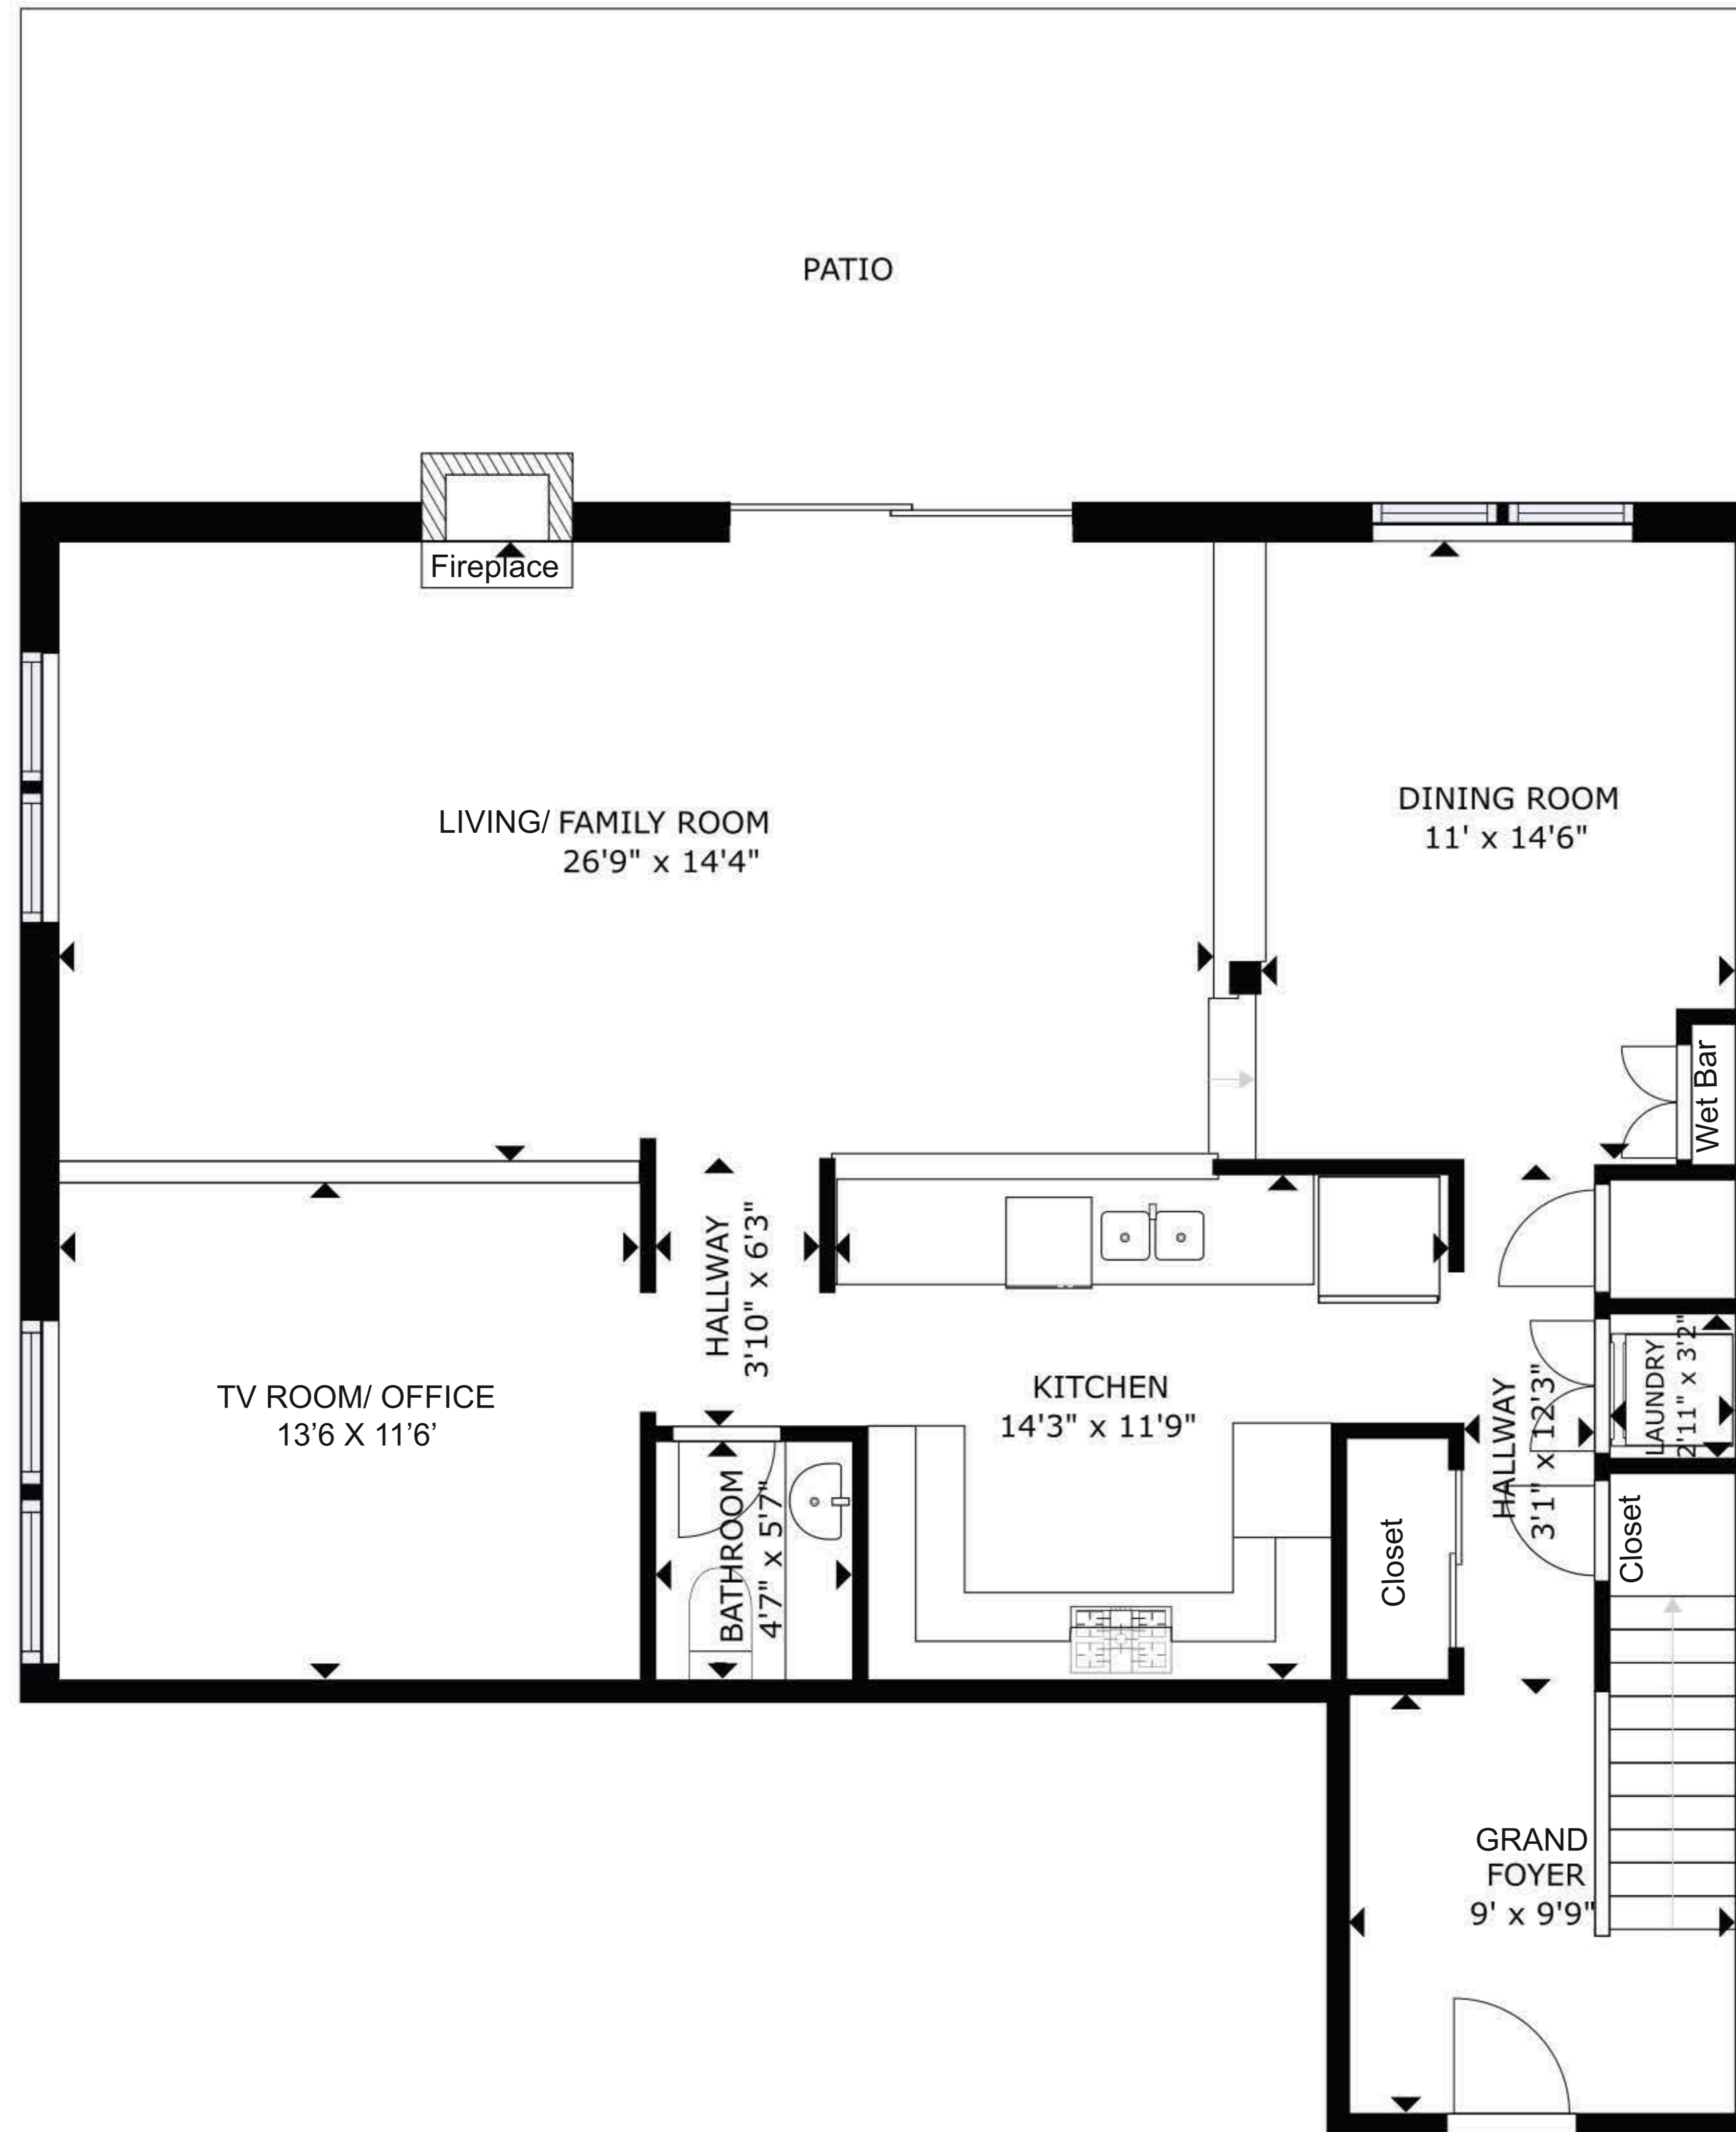 PATIO
Fireplace
LIVING/ FAMILY ROOM
26'9" x 14'4"
DINING ROOM
11' x 14'6"
Wet Bar
HALLWAY
3'10" x 6'3"
TV ROOM/ OFFICE
13’6 X 11’6’
KITCHEN
14'3" x 11'9"
HALLWAY
3'1" x 12'3"
LAUNDRY
2'11" x 3'2"
BATHROOM
4'7" x 5'7"
Closet
Closet
GRAND
FOYER
9' x 9'9"